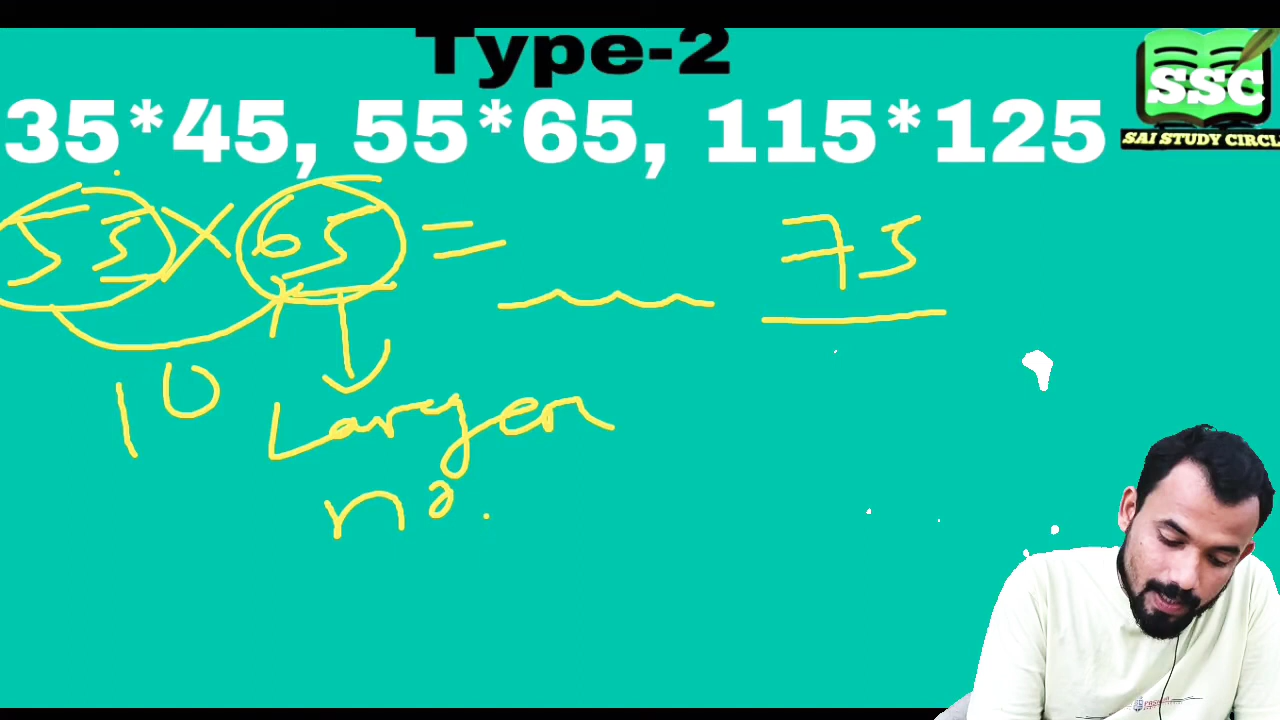 Type-2
35*45, 55*65, 115*125
SSC
SAI STUDY CIRCL
55 × 65 = 75
10
Larger
no.